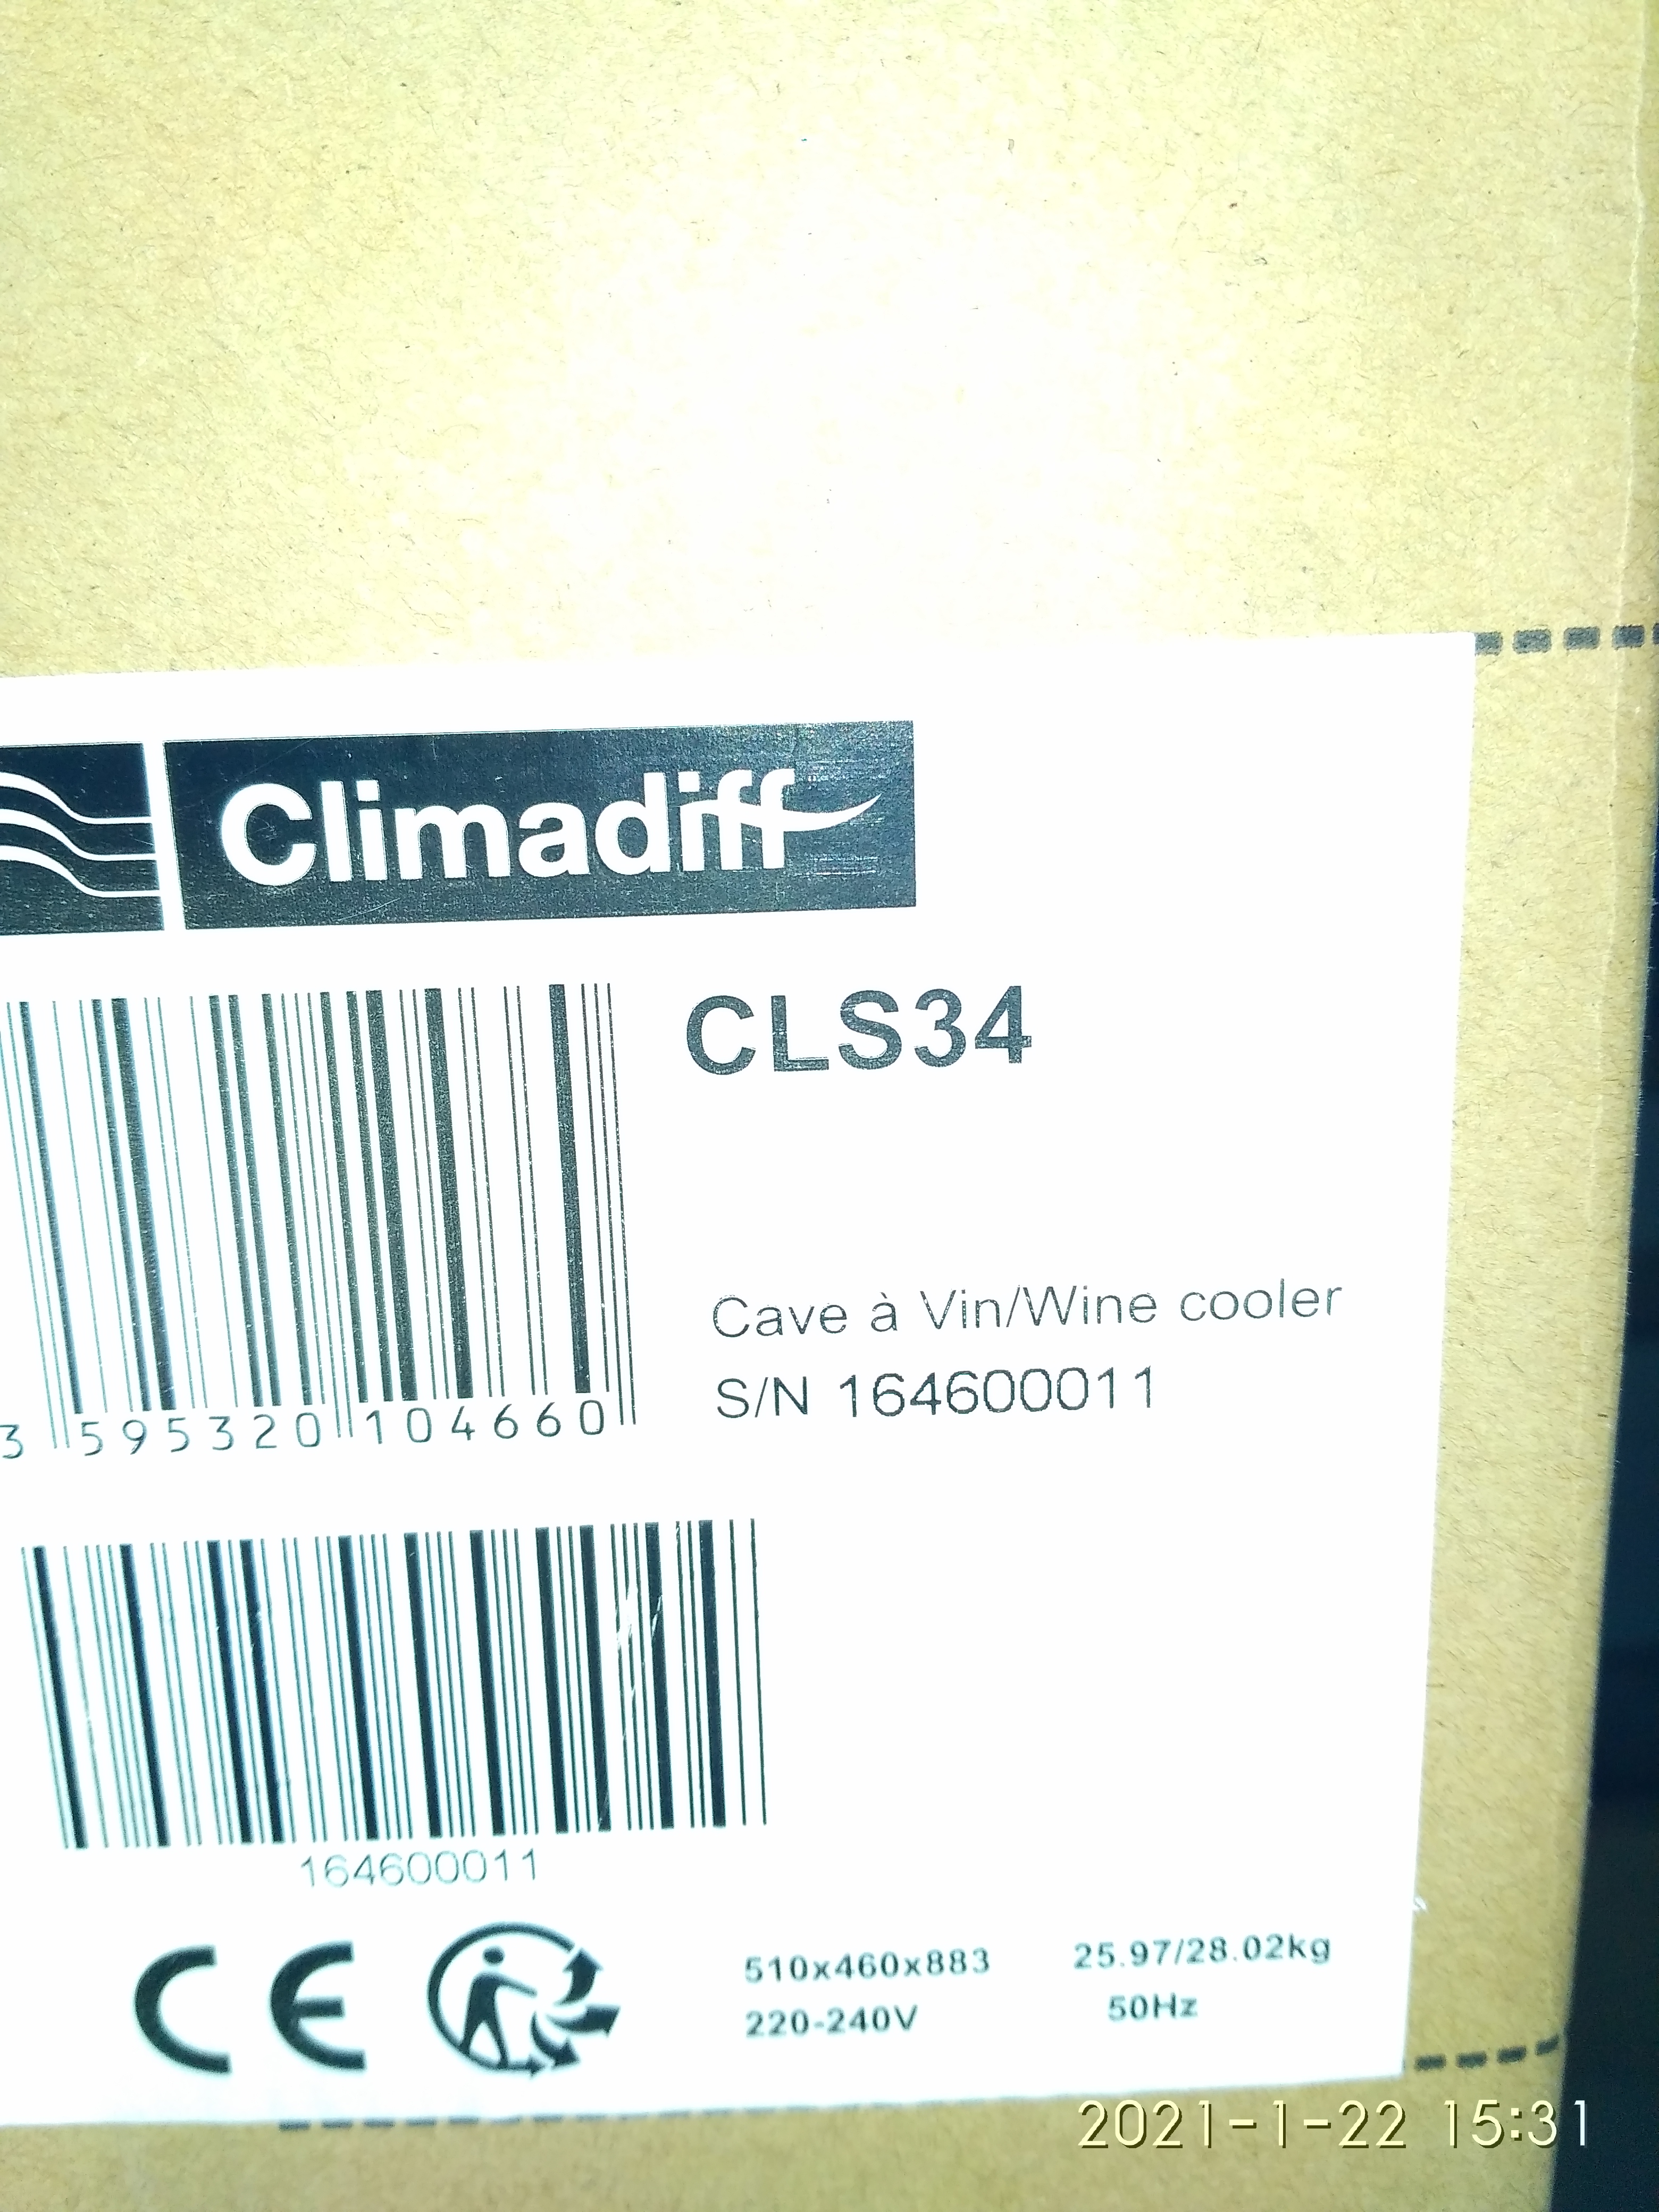 Climadiff
CLS34
Cave à Vin/Wine cooler
S/N 164600011
3 595320 104660
164600011
CE
510x460x883 25.97/28.02kg
220-240V 50Hz
2021-1-22 15:31